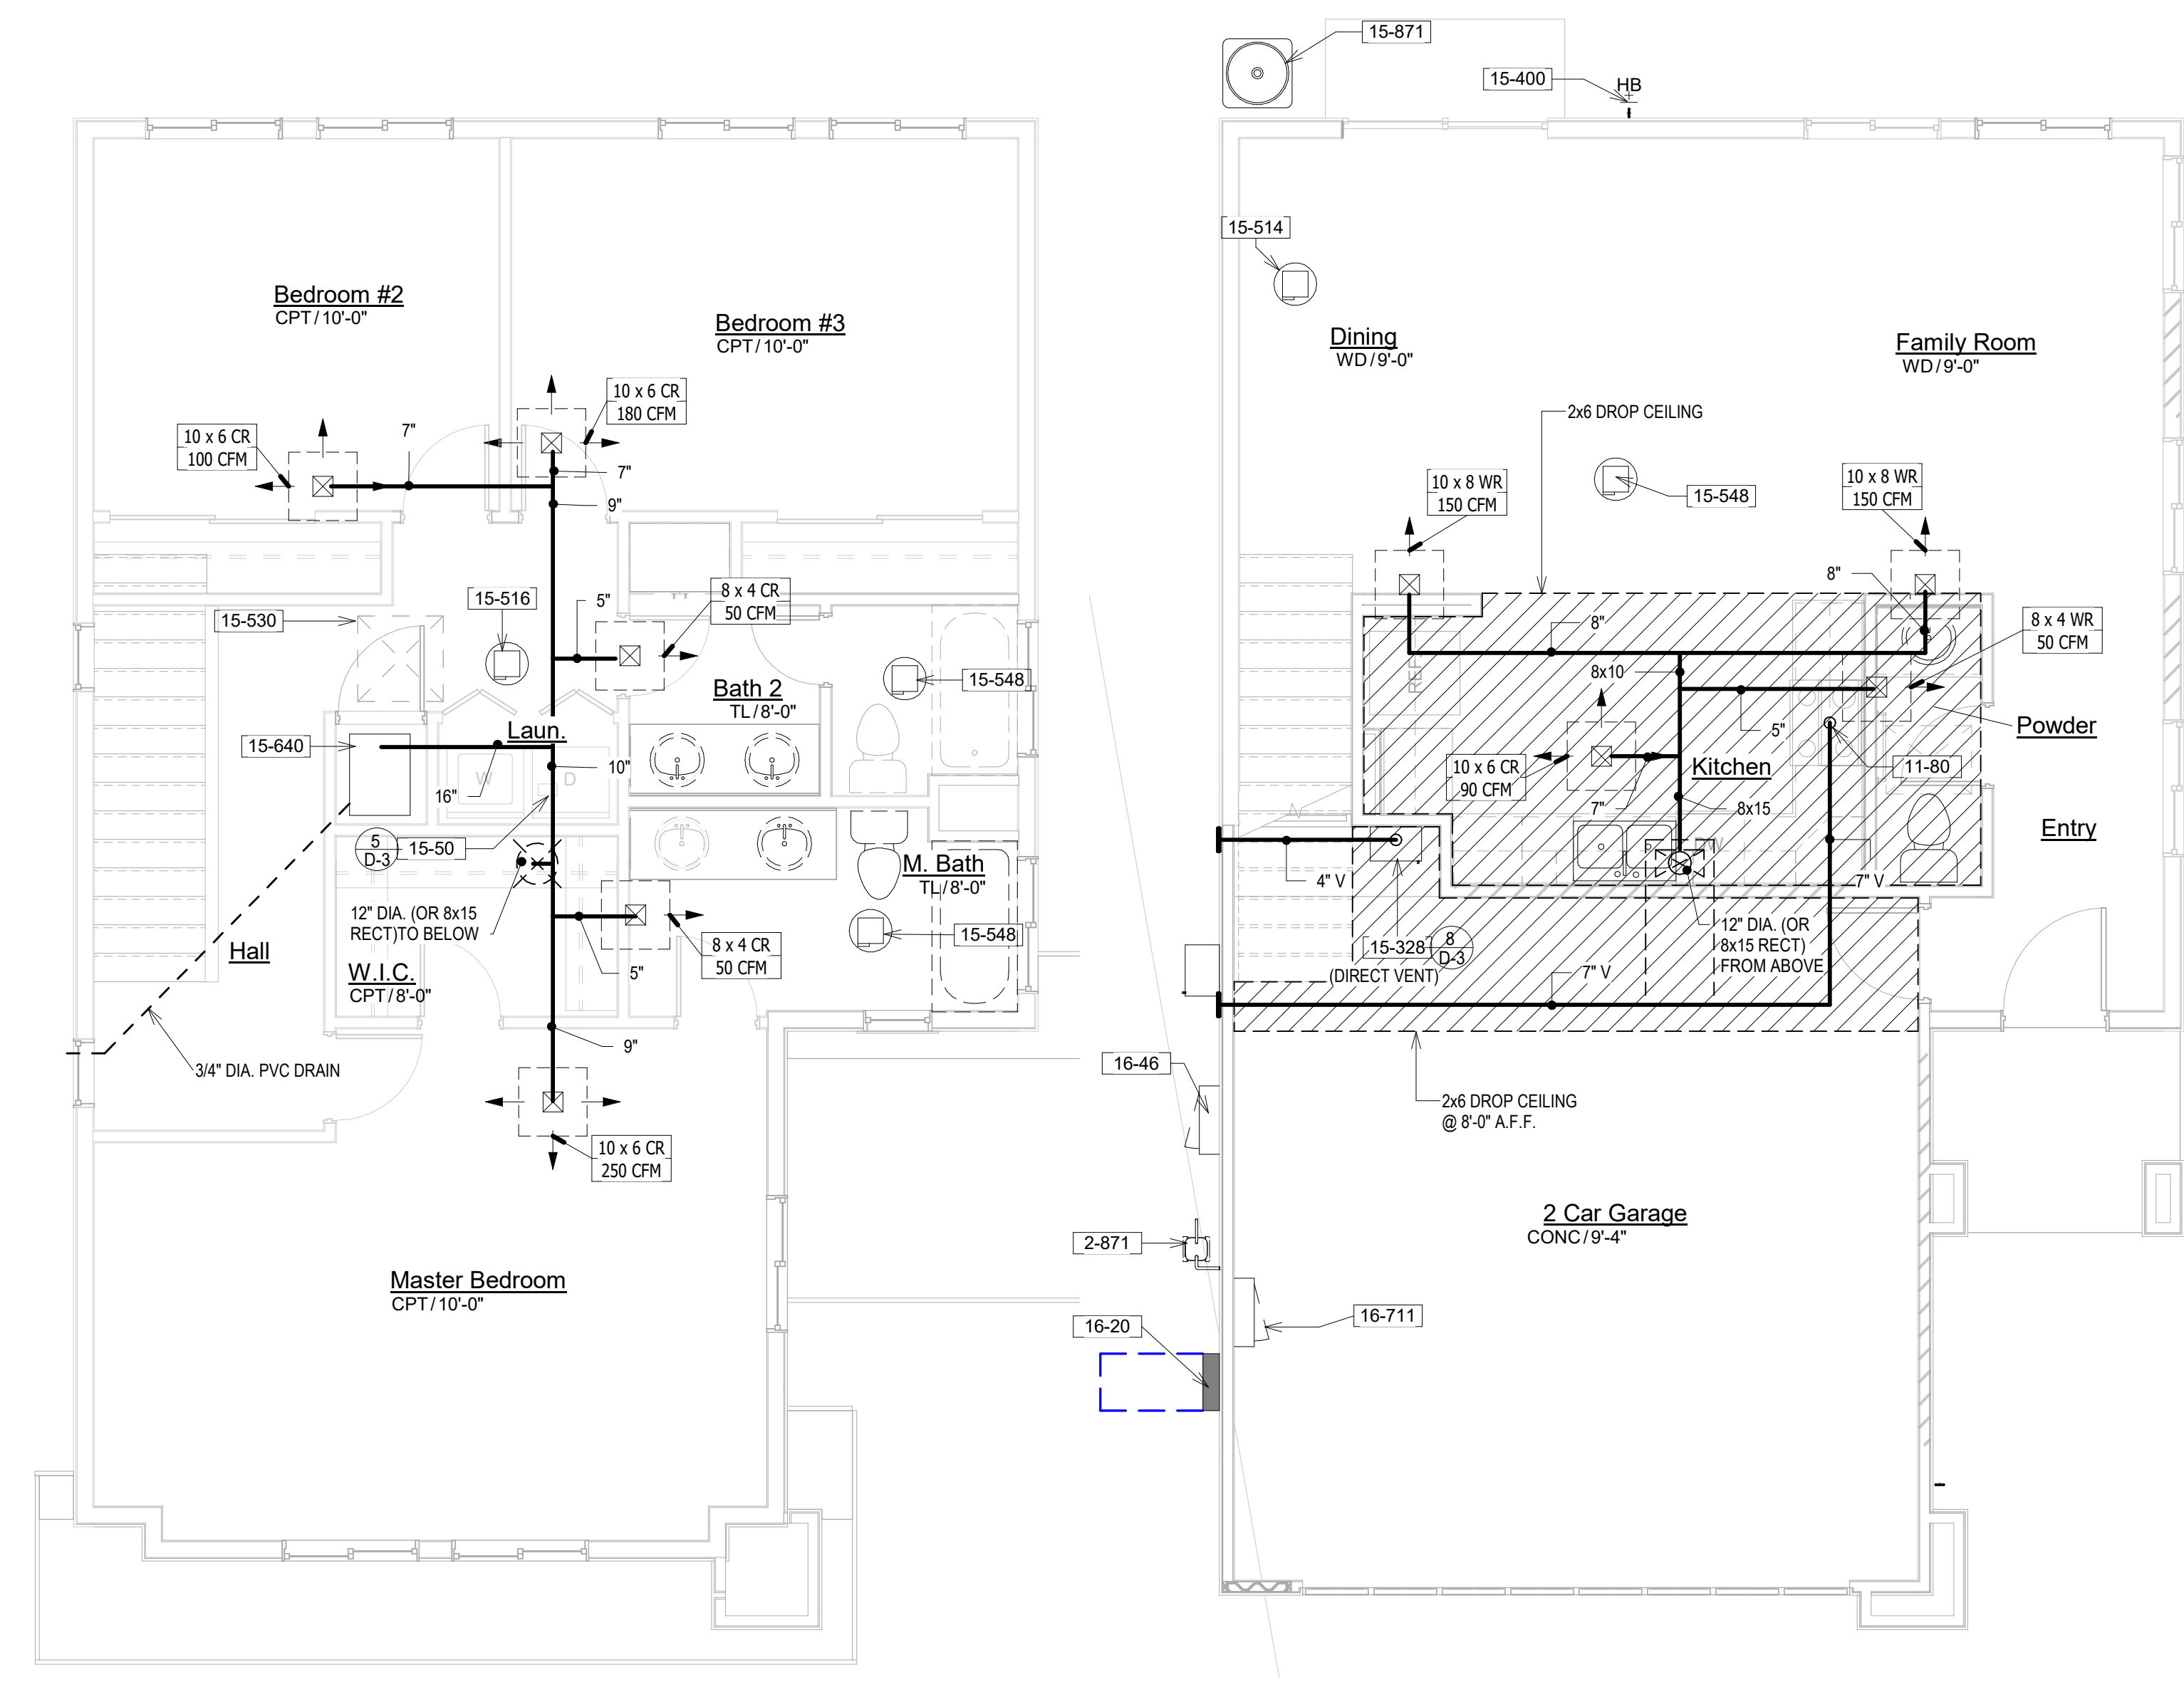 15-871
15-400
HB
15-514
Bedroom #2
CPT / 10'-0"
Bedroom #3
CPT / 10'-0"
Dining
WD / 9'-0"
Family Room
WD / 9'-0"
10 x 6 CR
180 CFM
10 x 6 CR
100 CFM
7"
7"
9"
2x6 DROP CEILING
10 x 8 WR
150 CFM
15-548
10 x 8 WR
150 CFM
8"
15-516
5"
8 x 4 CR
50 CFM
15-530
15-548
Bath 2
TL / 8'-0"
Laun.
15-640
W
D
10"
16"
5
D-3
15-50
M. Bath
TL / 8'-0"
12" DIA. (OR 8x15
RECT)TO BELOW
15-548
8 x 4 CR
50 CFM
5"
Hall
W.I.C.
CPT / 8'-0"
9"
3/4" DIA. PVC DRAIN
10 x 6 CR
250 CFM
Master Bedroom
CPT / 10'-0"
8"
8x10
REF
8 x 4 WR
50 CFM
5"
Powder
Kitchen
11-80
10 x 6 CR
90 CFM
7"
8x15
Entry
4" V
7" V
15-328
8
D-3
(DIRECT VENT)
12" DIA. (OR
8x15 RECT)
FROM ABOVE
7" V
16-46
2x6 DROP CEILING
@ 8'-0" A.F.F.
2-871
2 Car Garage
CONC / 9'-4"
16-20
16-711